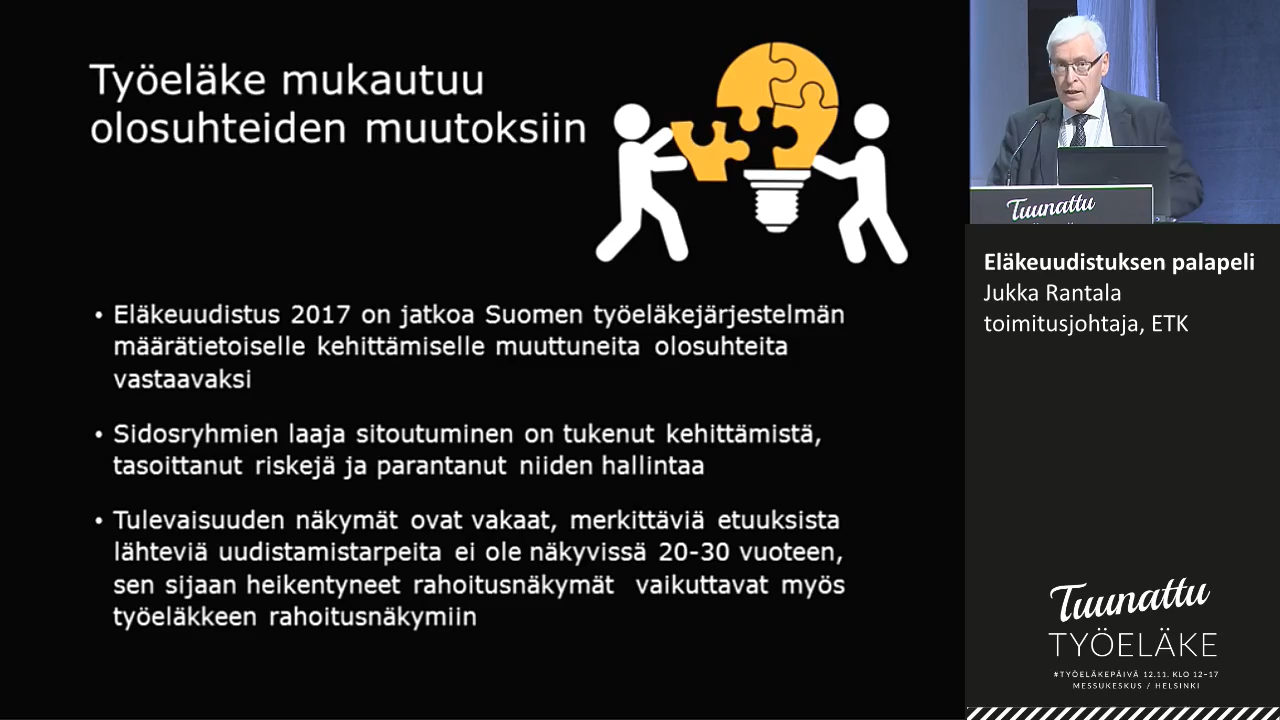 Työeläke mukautuu
olosuhteiden muutoksiin
• Eläkeuudistus 2017 on jatkoa Suomen työeläkejärjestelmän
määrätietoiselle kehittämiselle muuttuneita olosuhteita
vastaavaksi
• Sidosryhmien laaja sitoutuminen on tukenut kehittämistä,
tasoittanut riskejä ja parantanut niiden hallintaa
• Tulevaisuuden näkymät ovat vakaat, merkittäviä etuuksista
lähteviä uudistamistarpeita ei ole näkyvissä 20-30 vuoteen,
sen sijaan heikentyneet rahoitusnäkymät vaikuttavat myös
työeläkkeen rahoitusnäkymiin
Tuunattu
Eläkeuudistuksen palapeli
Jukka Rantala
toimitusjohtaja, ETK
Tuunattu
TYÖELÄKE
#TYÖELÄKEPÄIVÄ 12.11. KLO 12-17
MESSUKESKUS / HELSINKI